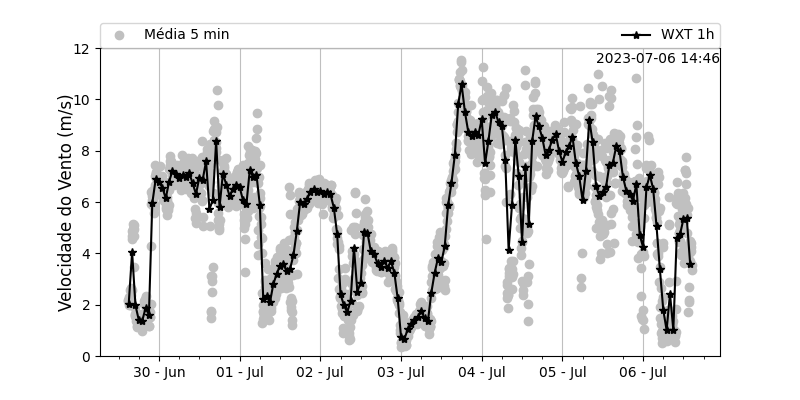 Média 5 min
WXT 1h
2023-07-06 14:46
Velocidade do Vento (m/s)
12
10
8
6
4
2
0
30 - Jun
01 - Jul
02 - Jul
03 - Jul
04 - Jul
05 - Jul
06 - Jul